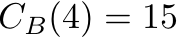 C_B(4) = 15